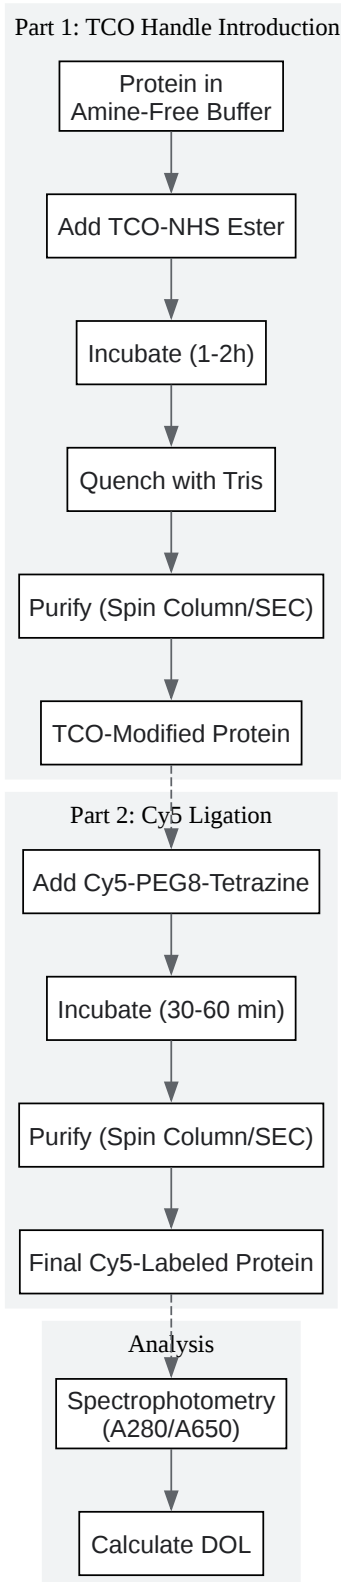 Part 1: TCO Handle Introduction
Protein in
Amine-Free Buffer
Add TCO-NHS Ester
Incubate (1-2h)
Quench with Tris
Purify (Spin Column/SEC)
TCO-Modified Protein
Part 2: Cy5 Ligation
Add Cy5-PEG8-Tetrazine
Incubate (30-60 min)
Purify (Spin Column/SEC)
Final Cy5-Labeled Protein
Analysis
Spectrophotometry
(A280/A650)
Calculate DOL